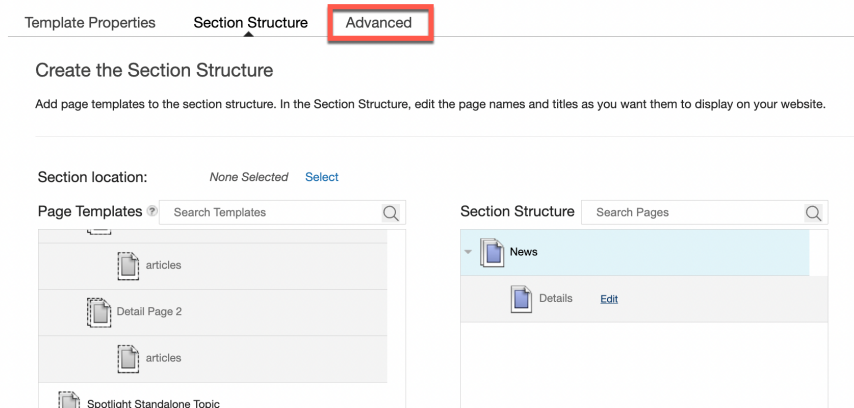 Template Properties Section Structure Advanced
Create the Section Structure
Add page templates to the section structure. In the Section Structure, edit the page names and titles as you want them to display on your website.
Section location: None Selected Select
Page Templates ? Search Templates
articles
Detail Page 2
articles
Spotlight Standalone Topic
Section Structure Search Pages
News
Details Edit